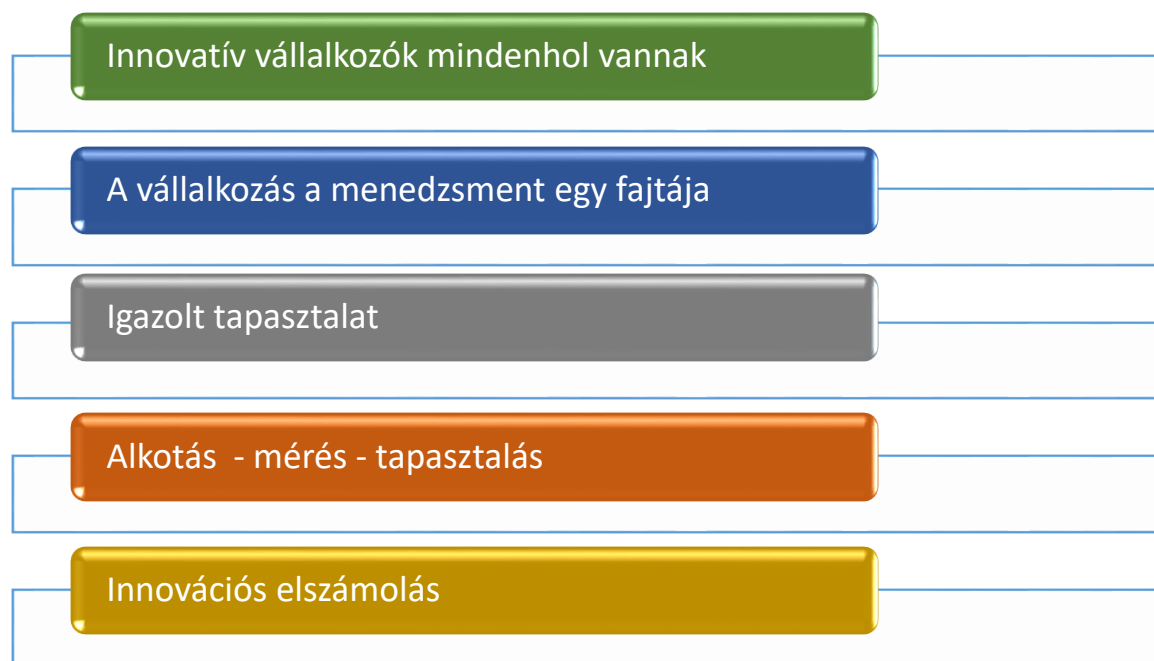 Innovatív vállalkozók mindenhol vannak
A vállalkozás a menedzsment egy fajtája
Igazolt tapasztalat
Alkotás  - mérés - tapasztalás
Innovációs elszámolás